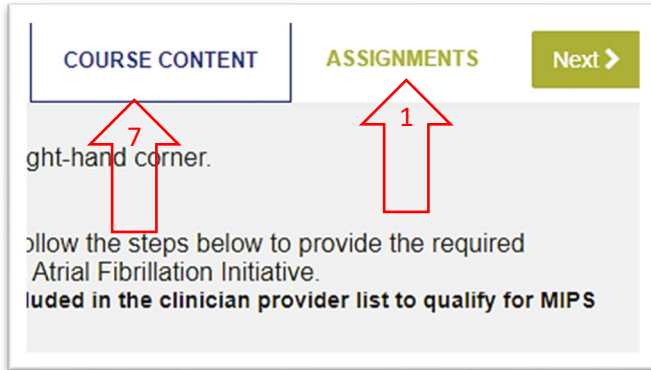 COURSE CONTENT ASSIGNMENTS Next
7 1
ght-hand corner.
ollow the steps below to provide the required
Atrial Fibrillation Initiative.
luded in the clinician provider list to qualify for MIPS